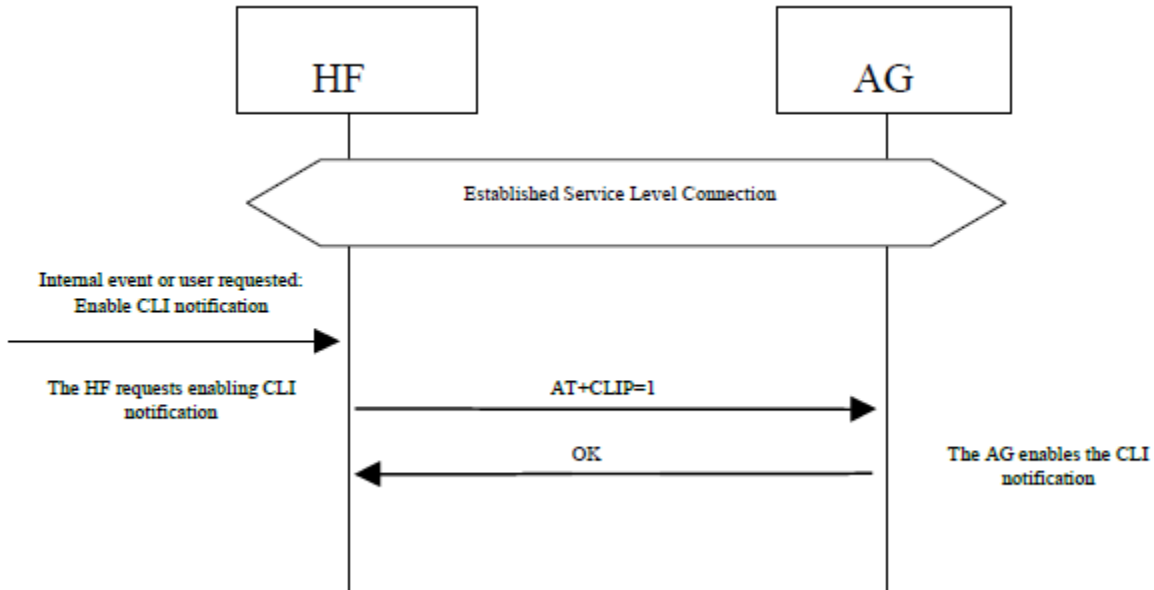 HF
AG
Established Service Level Connection
Internal event or user requested:
Enable CLI notification
The HF requests enabling CLI
notification
AT+CLIP=1
OK
The AG enables the CLI
notification